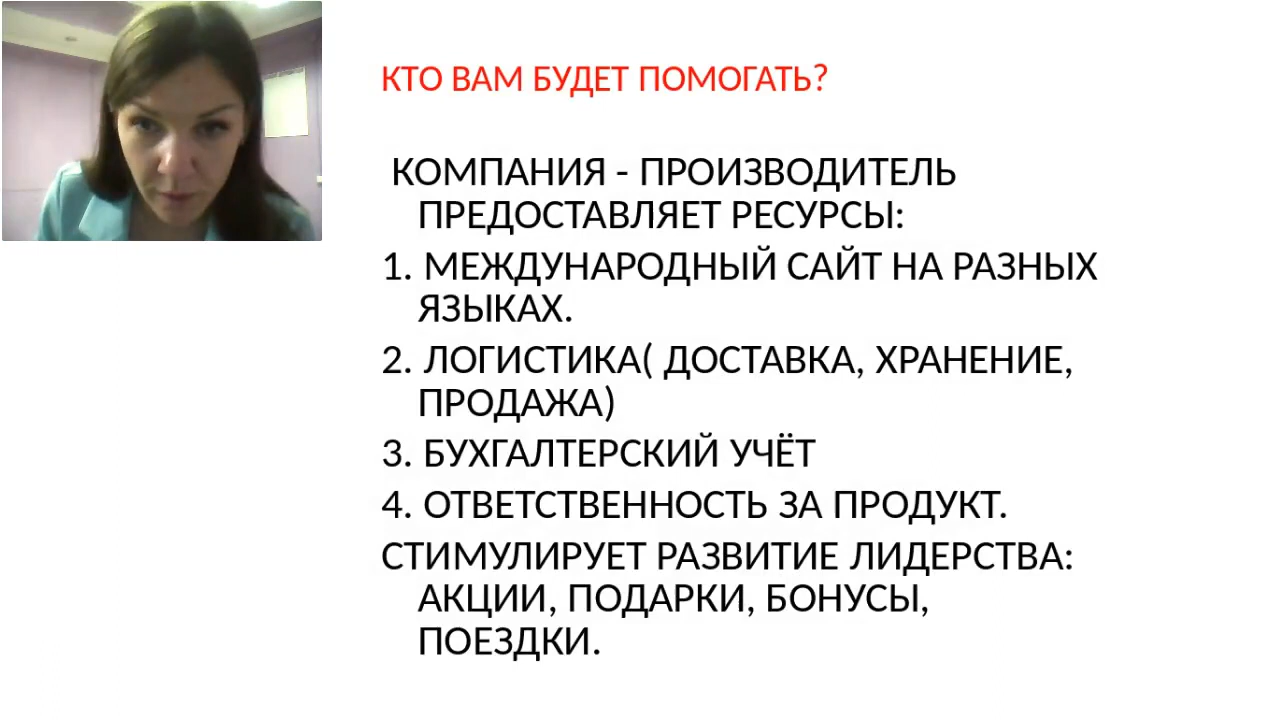 КТО ВАМ БУДЕТ ПОМОГАТЬ?
КОМПАНИЯ - ПРОИЗВОДИТЕЛЬ
ПРЕДОСТАВЛЯЕТ РЕСУРСЫ:
1. МЕЖДУНАРОДНЫЙ САЙТ НА РАЗНЫХ
ЯЗЫКАХ.
2. ЛОГИСТИКА( ДОСТАВКА, ХРАНЕНИЕ,
ПРОДАЖА)
3. БУХГАЛТЕРСКИЙ УЧЁТ
4. ОТВЕТСТВЕННОСТЬ ЗА ПРОДУКТ.
СТИМУЛИРУЕТ РАЗВИТИЕ ЛИДЕРСТВА:
АКЦИИ, ПОДАРКИ, БОНУСЫ,
ПОЕЗДКИ.